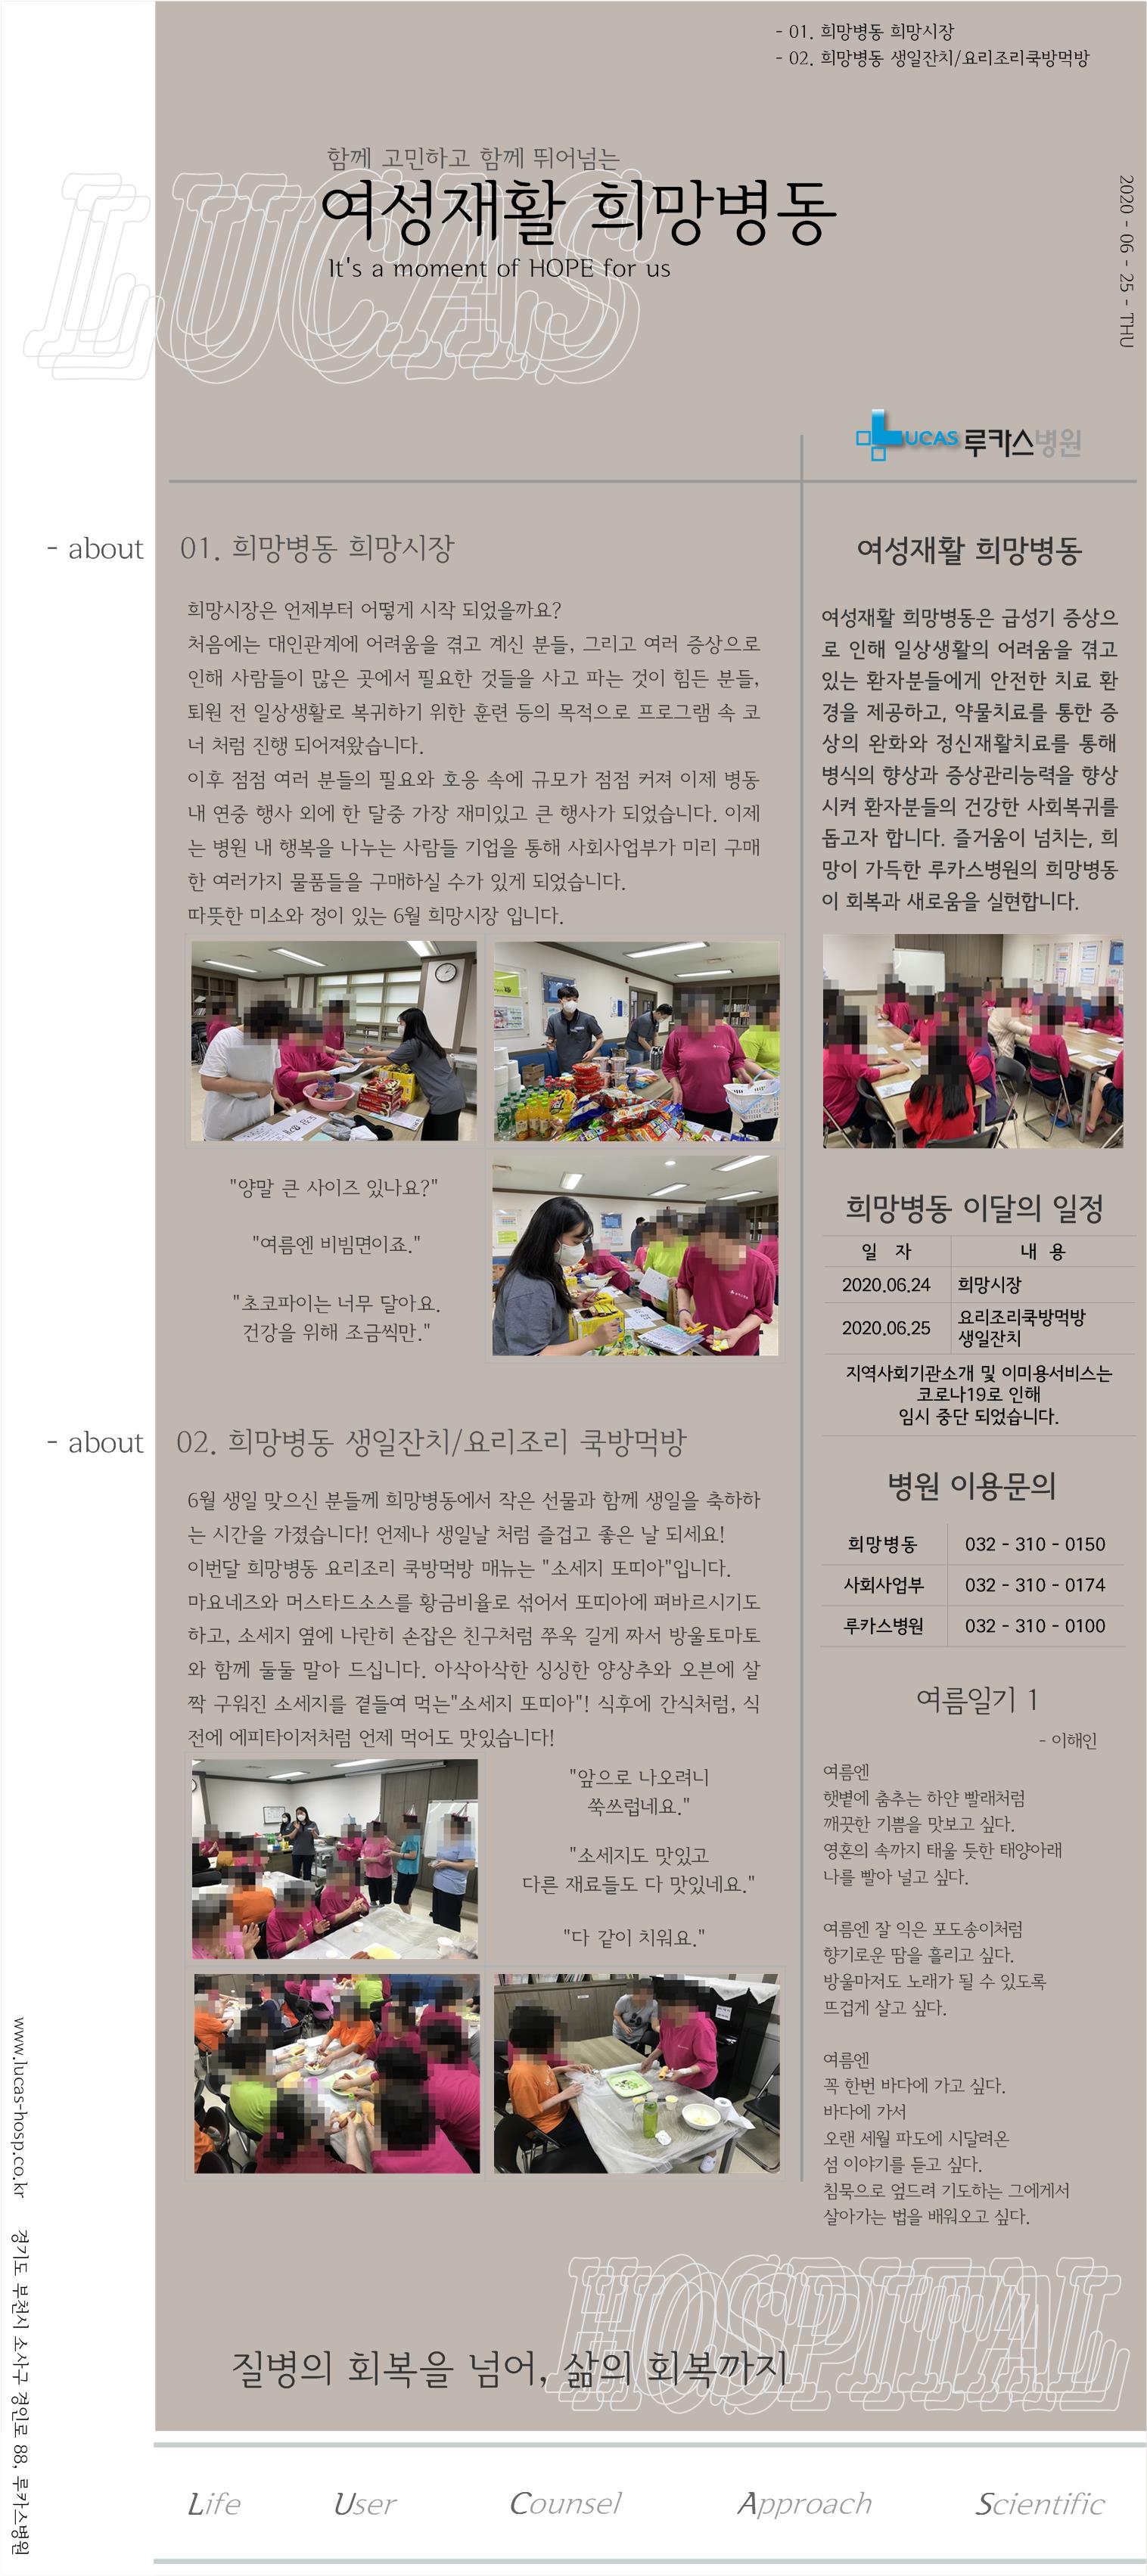 - 01. 희망병동 희망시장
- 02. 희망병동 생일잔치/요리조리쿡방먹방
LUCAS
함께 고민하고 함께 뛰어넘는
여성재활 희망병동
It's a moment of HOPE for us
2020 - 06 - 25 - THU
LUCAS 루카스병원
- about
01. 희망병동 희망시장
희망시장은 언제부터 어떻게 시작 되었을까요?
처음에는 대인관계에 어려움을 겪고 계신 분들, 그리고 여러 증상으로
인해 사람들이 많은 곳에서 필요한 것들을 사고 파는 것이 힘든 분들,
퇴원 전 일상생활로 복귀하기 위한 훈련 등의 목적으로 프로그램 속 코
너 처럼 진행 되어져왔습니다.
이후 점점 여러 분들의 필요와 호응 속에 규모가 점점 커져 이제 병동
내 연중 행사 외에 한 달중 가장 재미있고 큰 행사가 되었습니다. 이제
는 병원 내 행복을 나누는 사람들 기업을 통해 사회사업부가 미리 구매
한 여러가지 물품들을 구매하실 수가 있게 되었습니다.
따뜻한 미소와 정이 있는 6월 희망시장 입니다.
"양말 큰 사이즈 있나요?"
"여름엔 비빔면이죠."
"초코파이는 너무 달아요.
건강을 위해 조금씩만."
- about
02. 희망병동 생일잔치/요리조리 쿡방먹방
6월 생일 맞으신 분들께 희망병동에서 작은 선물과 함께 생일을 축하하
는 시간을 가졌습니다! 언제나 생일날 처럼 즐겁고 좋은 날 되세요!
이번달 희망병동 요리조리 쿡방먹방 매뉴는 "소세지 또띠아"입니다.
마요네즈와 머스타드소스를 황금비율로 섞어서 또띠아에 펴바르시기도
하고, 소세지 옆에 나란히 손잡은 친구처럼 쭈욱 길게 짜서 방울토마토
와 함께 둘둘 말아 드십니다. 아삭아삭한 싱싱한 양상추와 오븐에 살
짝 구워진 소세지를 곁들여 먹는"소세지 또띠아"! 식후에 간식처럼, 식
전에 에피타이저처럼 언제 먹어도 맛있습니다!
"앞으로 나오려니
쑥쓰럽네요."
"소세지도 맛있고
다른 재료들도 다 맛있네요."
"다 같이 치워요."
여성재활 희망병동
여성재활 희망병동은 급성기 증상으
로 인해 일상생활의 어려움을 겪고
있는 환자분들에게 안전한 치료 환
경을 제공하고, 약물치료를 통한 증
상의 완화와 정신재활치료를 통해
병식의 향상과 증상관리능력을 향상
시켜 환자분들의 건강한 사회복귀를
돕고자 합니다. 즐거움이 넘치는, 희
망이 가득한 루카스병원의 희망병동
이 회복과 새로움을 실현합니다.
희망병동 이달의 일정
일 자 내 용
2020.06.24 희망시장
2020.06.25 요리조리쿡방먹방
생일잔치
지역사회기관소개 및 이미용서비스는
코로나19로 인해
임시 중단 되었습니다.
병원 이용문의
희망병동 032 - 310 - 0150
사회사업부 032 - 310 - 0174
루카스병원 032 - 310 - 0100
여름일기 1
- 이해인
여름엔
햇볕에 춤추는 하얀 빨래처럼
깨끗한 기쁨을 맛보고 싶다.
영혼의 속까지 태울 듯한 태양아래
나를 빨아 널고 싶다.
여름엔 잘 익은 포도송이처럼
향기로운 땀을 흘리고 싶다.
방울마저도 노래가 될 수 있도록
뜨겁게 살고 싶다.
여름엔
꼭 한번 바다에 가고 싶다.
바다에 가서
오랜 세월 파도에 시달려온
섬 이야기를 듣고 싶다.
침묵으로 엎드려 기도하는 그에게서
살아가는 법을 배워오고 싶다.
HOSPITAL
질병의 회복을 넘어, 삶의 회복까지
www.lucas-hosp.co.kr 경기도 부천시 소사구 경인로 88, 루카스병원
Life User Counsel Approach Scientific